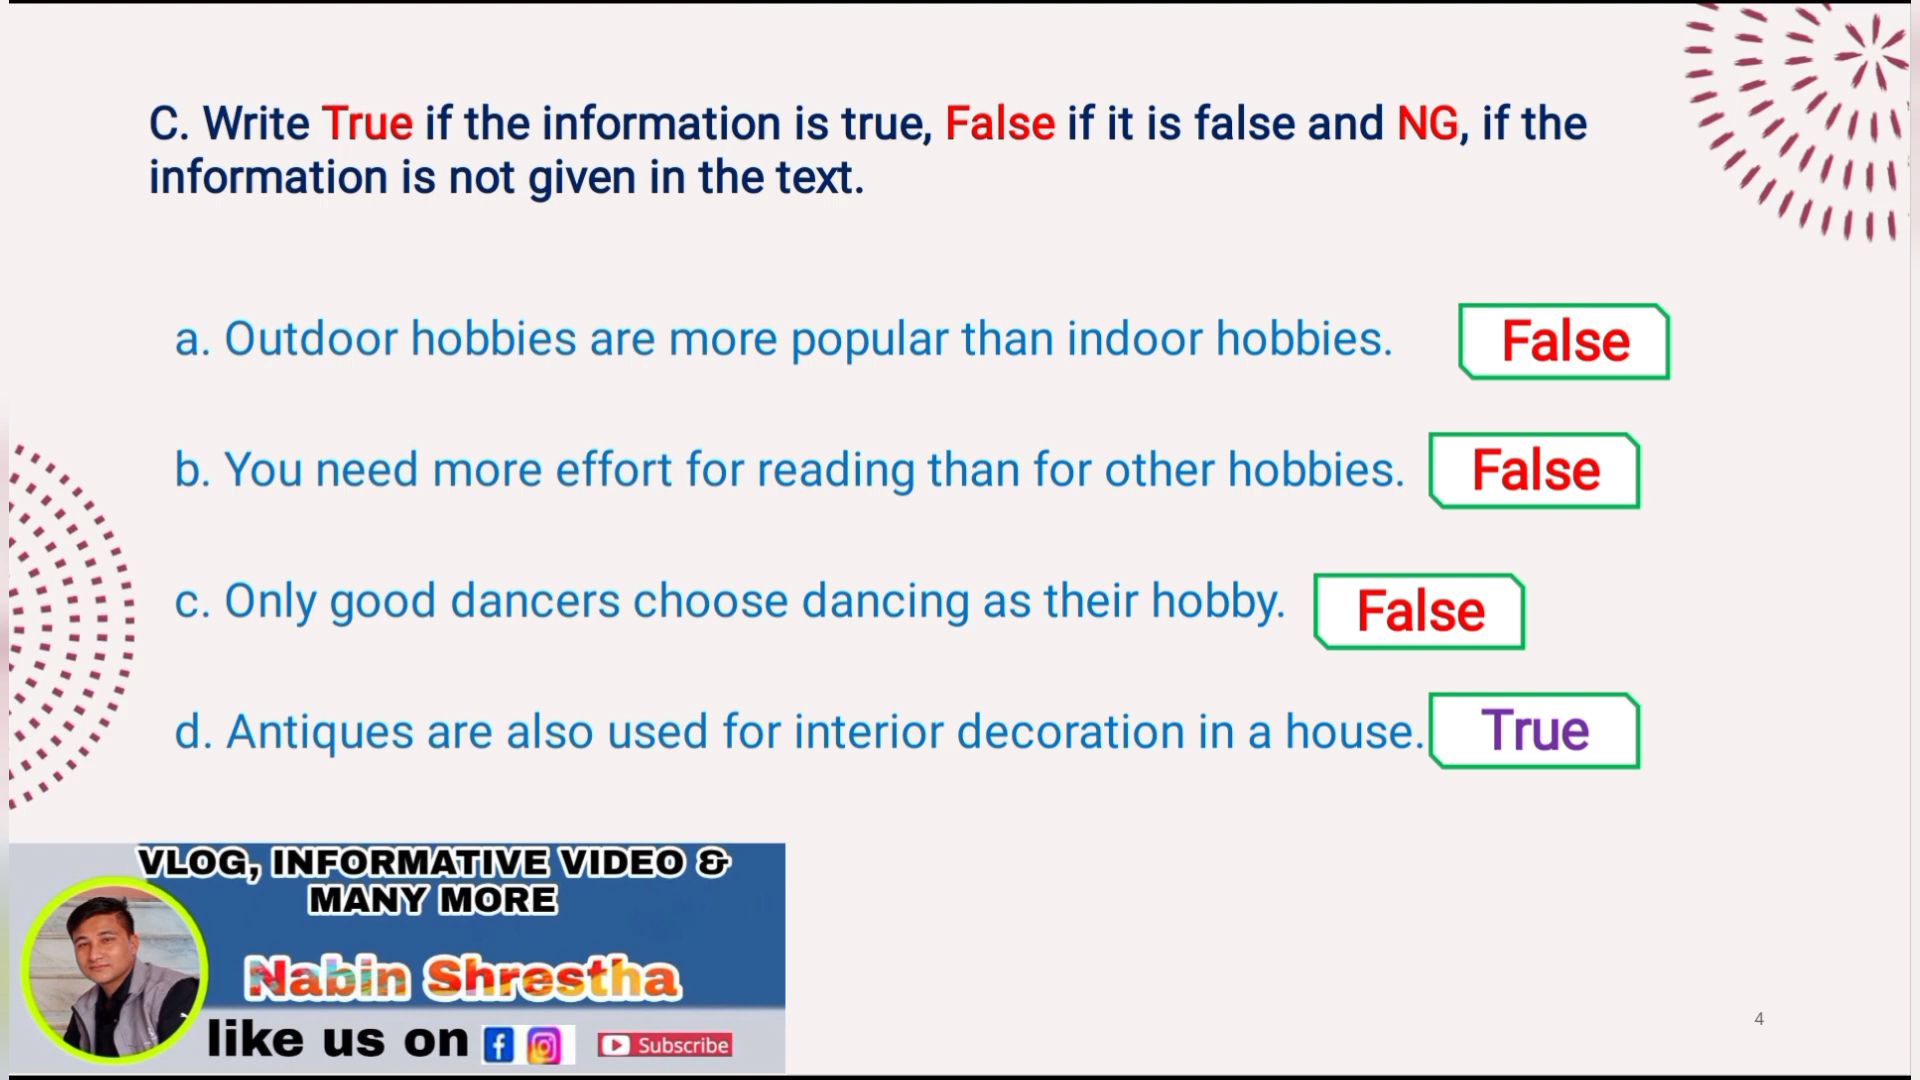 C. Write True if the information is true, False if it is false and NG, if the
information is not given in the text.
a. Outdoor hobbies are more popular than indoor hobbies. False
b. You need more effort for reading than for other hobbies. False
c. Only good dancers choose dancing as their hobby. False
d. Antiques are also used for interior decoration in a house. True
VLOG, INFORMATIVE VIDEO &
MANY MORE
Nabin Shrestha
like us on Subscribe
4